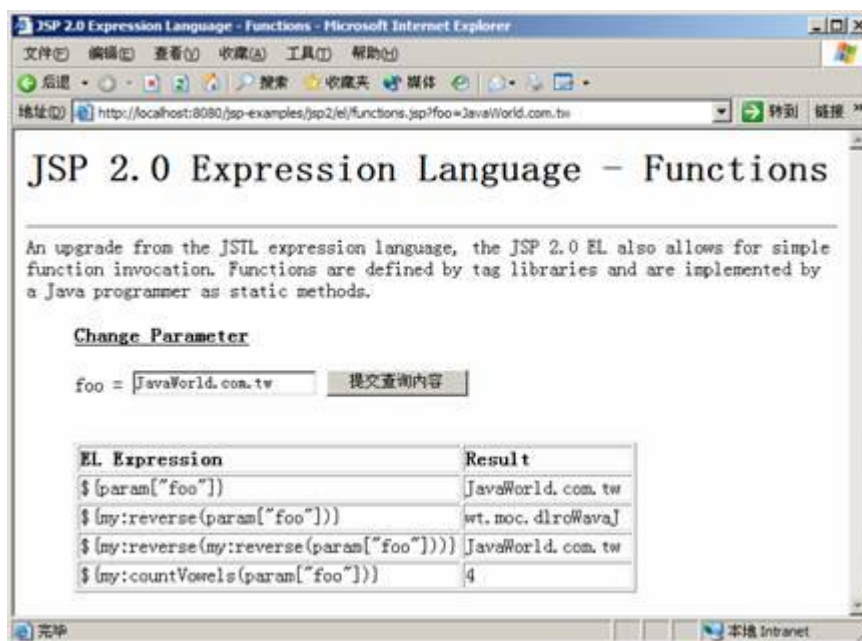 JSP 2.0 Expression Language - Functions - Microsoft Internet Explorer
文件(F) 编辑(E) 查看(V) 收藏(A) 工具(T) 帮助(H)
后退 搜索 收藏夹 媒体
地址(D) http://localhost:8080/jsp-examples/jsp2/el/functions.jsp?foo=JavaWorld.com.tw 转到 链接 »
JSP 2.0 Expression Language - Functions
An upgrade from the JSTL expression language, the JSP 2.0 EL also allows for simple
function invocation. Functions are defined by tag libraries and are implemented by
a Java programmer as static methods.
Change Parameter
foo = JavaWorld.com.tw 提交查询内容
EL Expression Result
${param["foo"]} JavaWorld.com.tw
${my:reverse(param["foo"])} wt.moc.dlroWavaJ
${my:reverse(my:reverse(param["foo"]))} JavaWorld.com.tw
${my:countVowels(param["foo"])} 4
完毕 本地 Intranet